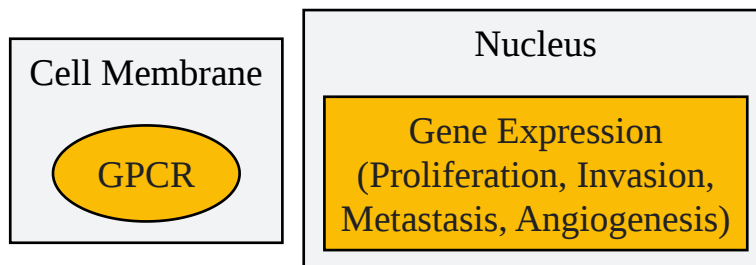 Cell Membrane
GPCR
Nucleus
Gene Expression
(Proliferation, Invasion,
Metastasis, Angiogenesis)